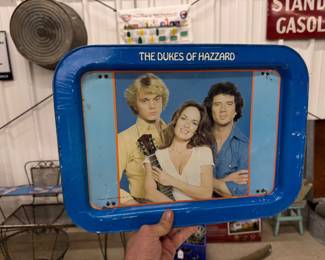 STAND
GASOL
THE DUKES OF HAZZARD